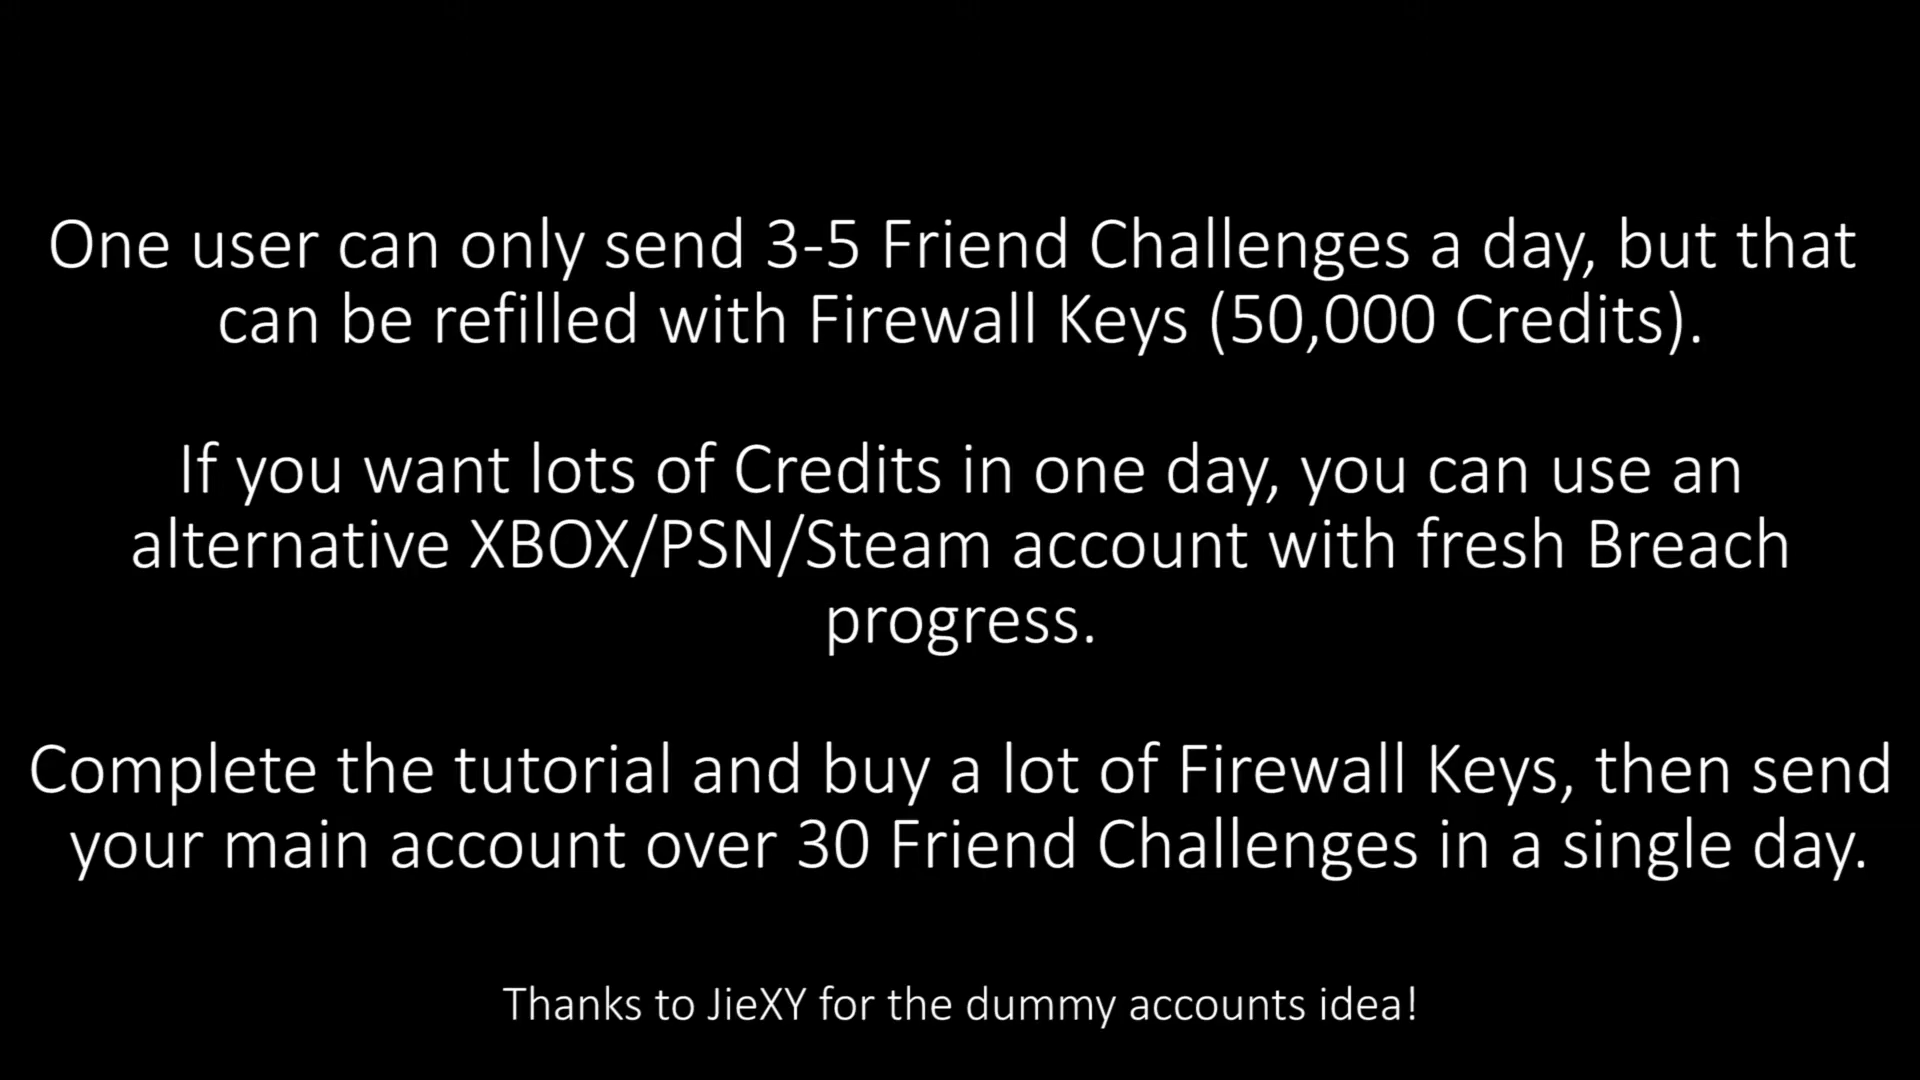 One user can only send 3-5 Friend Challenges a day, but that
can be refilled with Firewall Keys (50,000 Credits).
If you want lots of Credits in one day, you can use an
alternative XBOX/PSN/Steam account with fresh Breach
progress.
Complete the tutorial and buy a lot of Firewall Keys, then send
your main account over 30 Friend Challenges in a single day.
Thanks to JieXY for the dummy accounts idea!